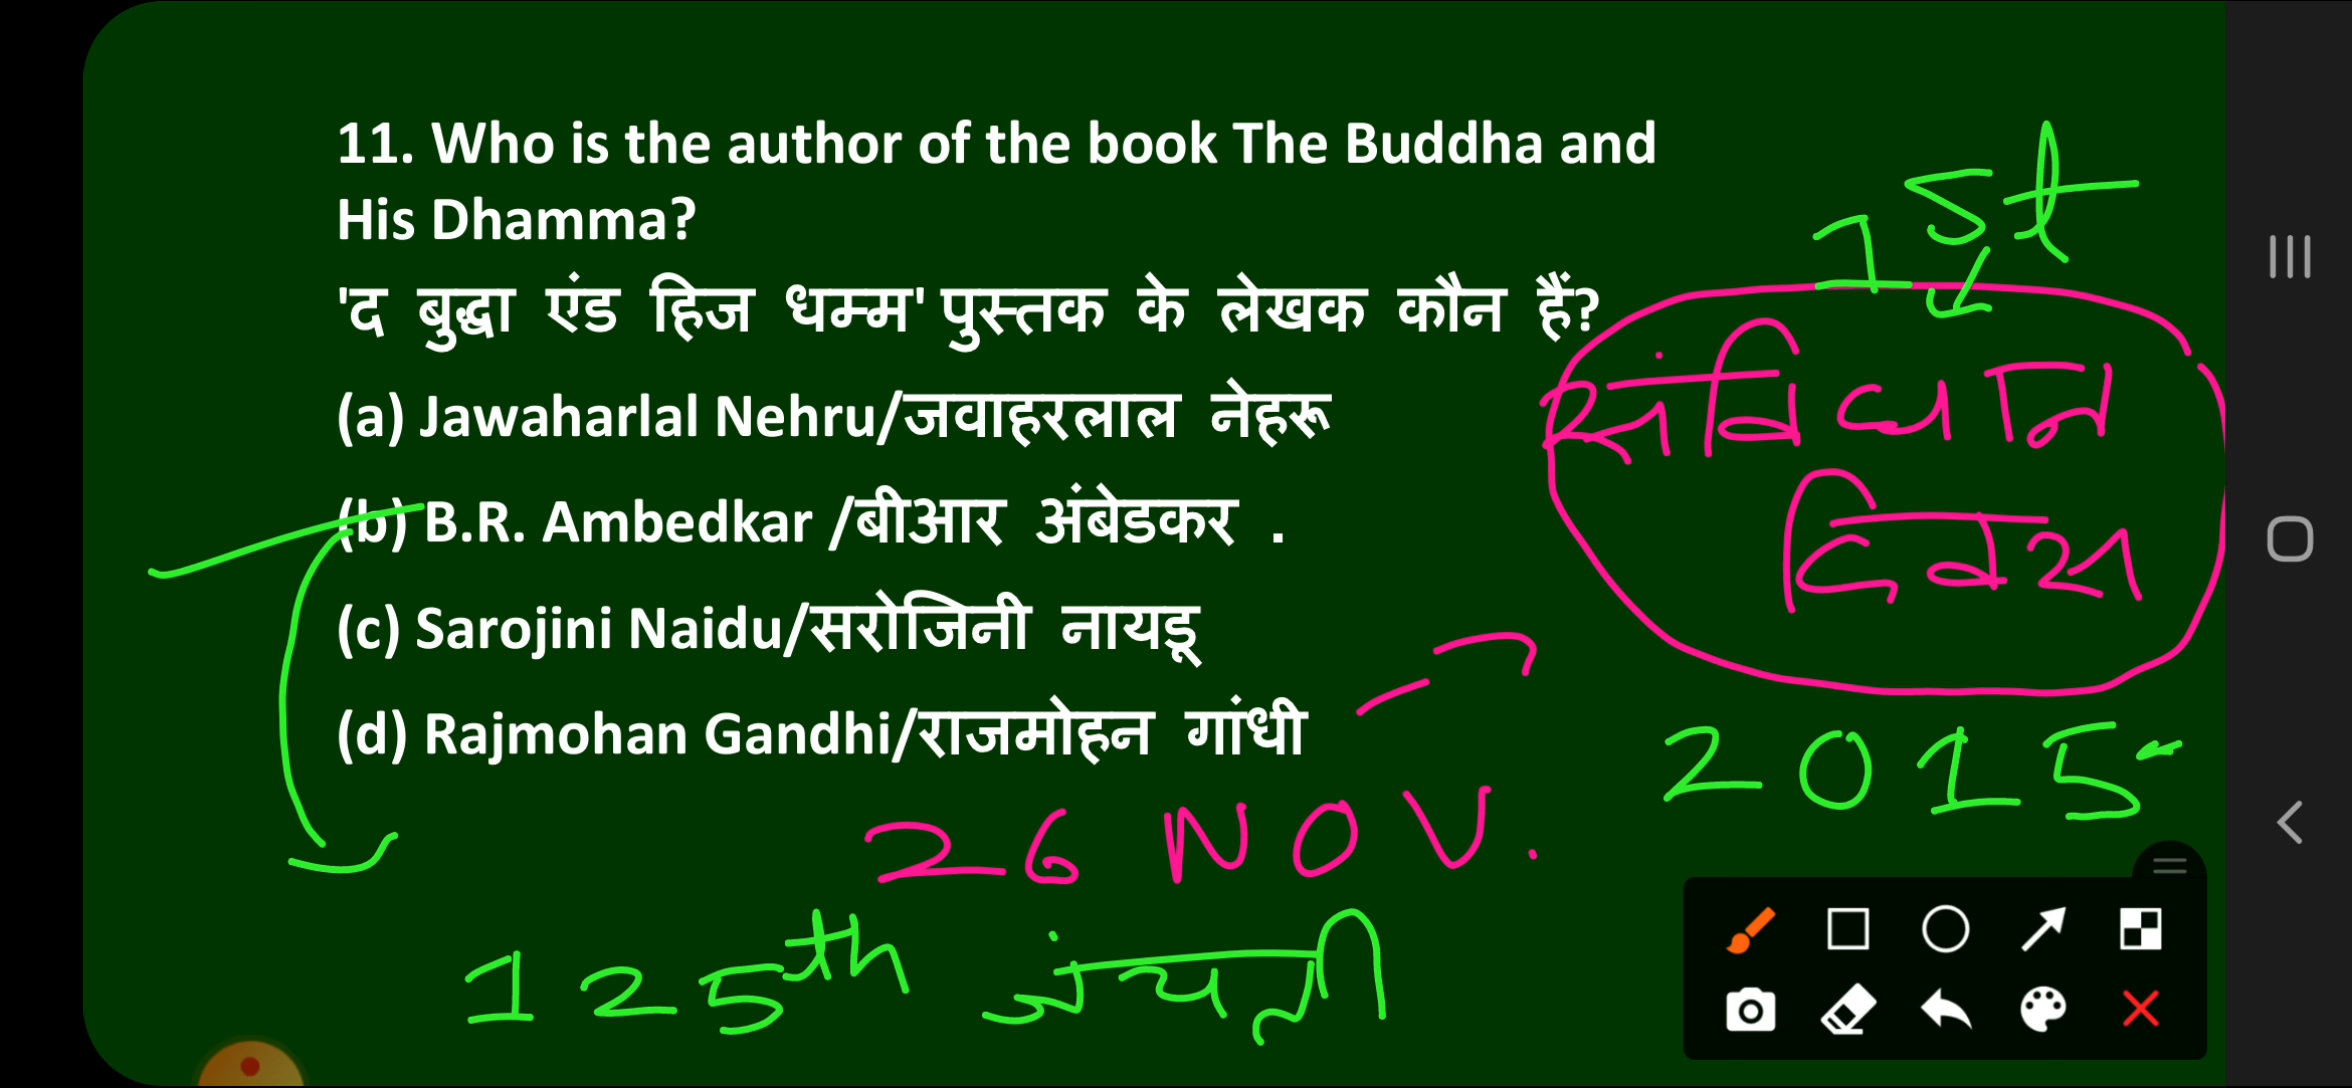 11. Who is the author of the book The Buddha and
His Dhamma?
'द बुद्धा एंड हिज धम्म' पुस्तक के लेखक कौन हैं?
(a) Jawaharlal Nehru/जवाहरलाल नेहरू
(b) B.R. Ambedkar /बीआर अंबेडकर .
(c) Sarojini Naidu/सरोजिनी नायडू
(d) Rajmohan Gandhi/राजमोहन गांधी
1st
संविधान
दिवस
2015
26 NOV.
125th जंयती